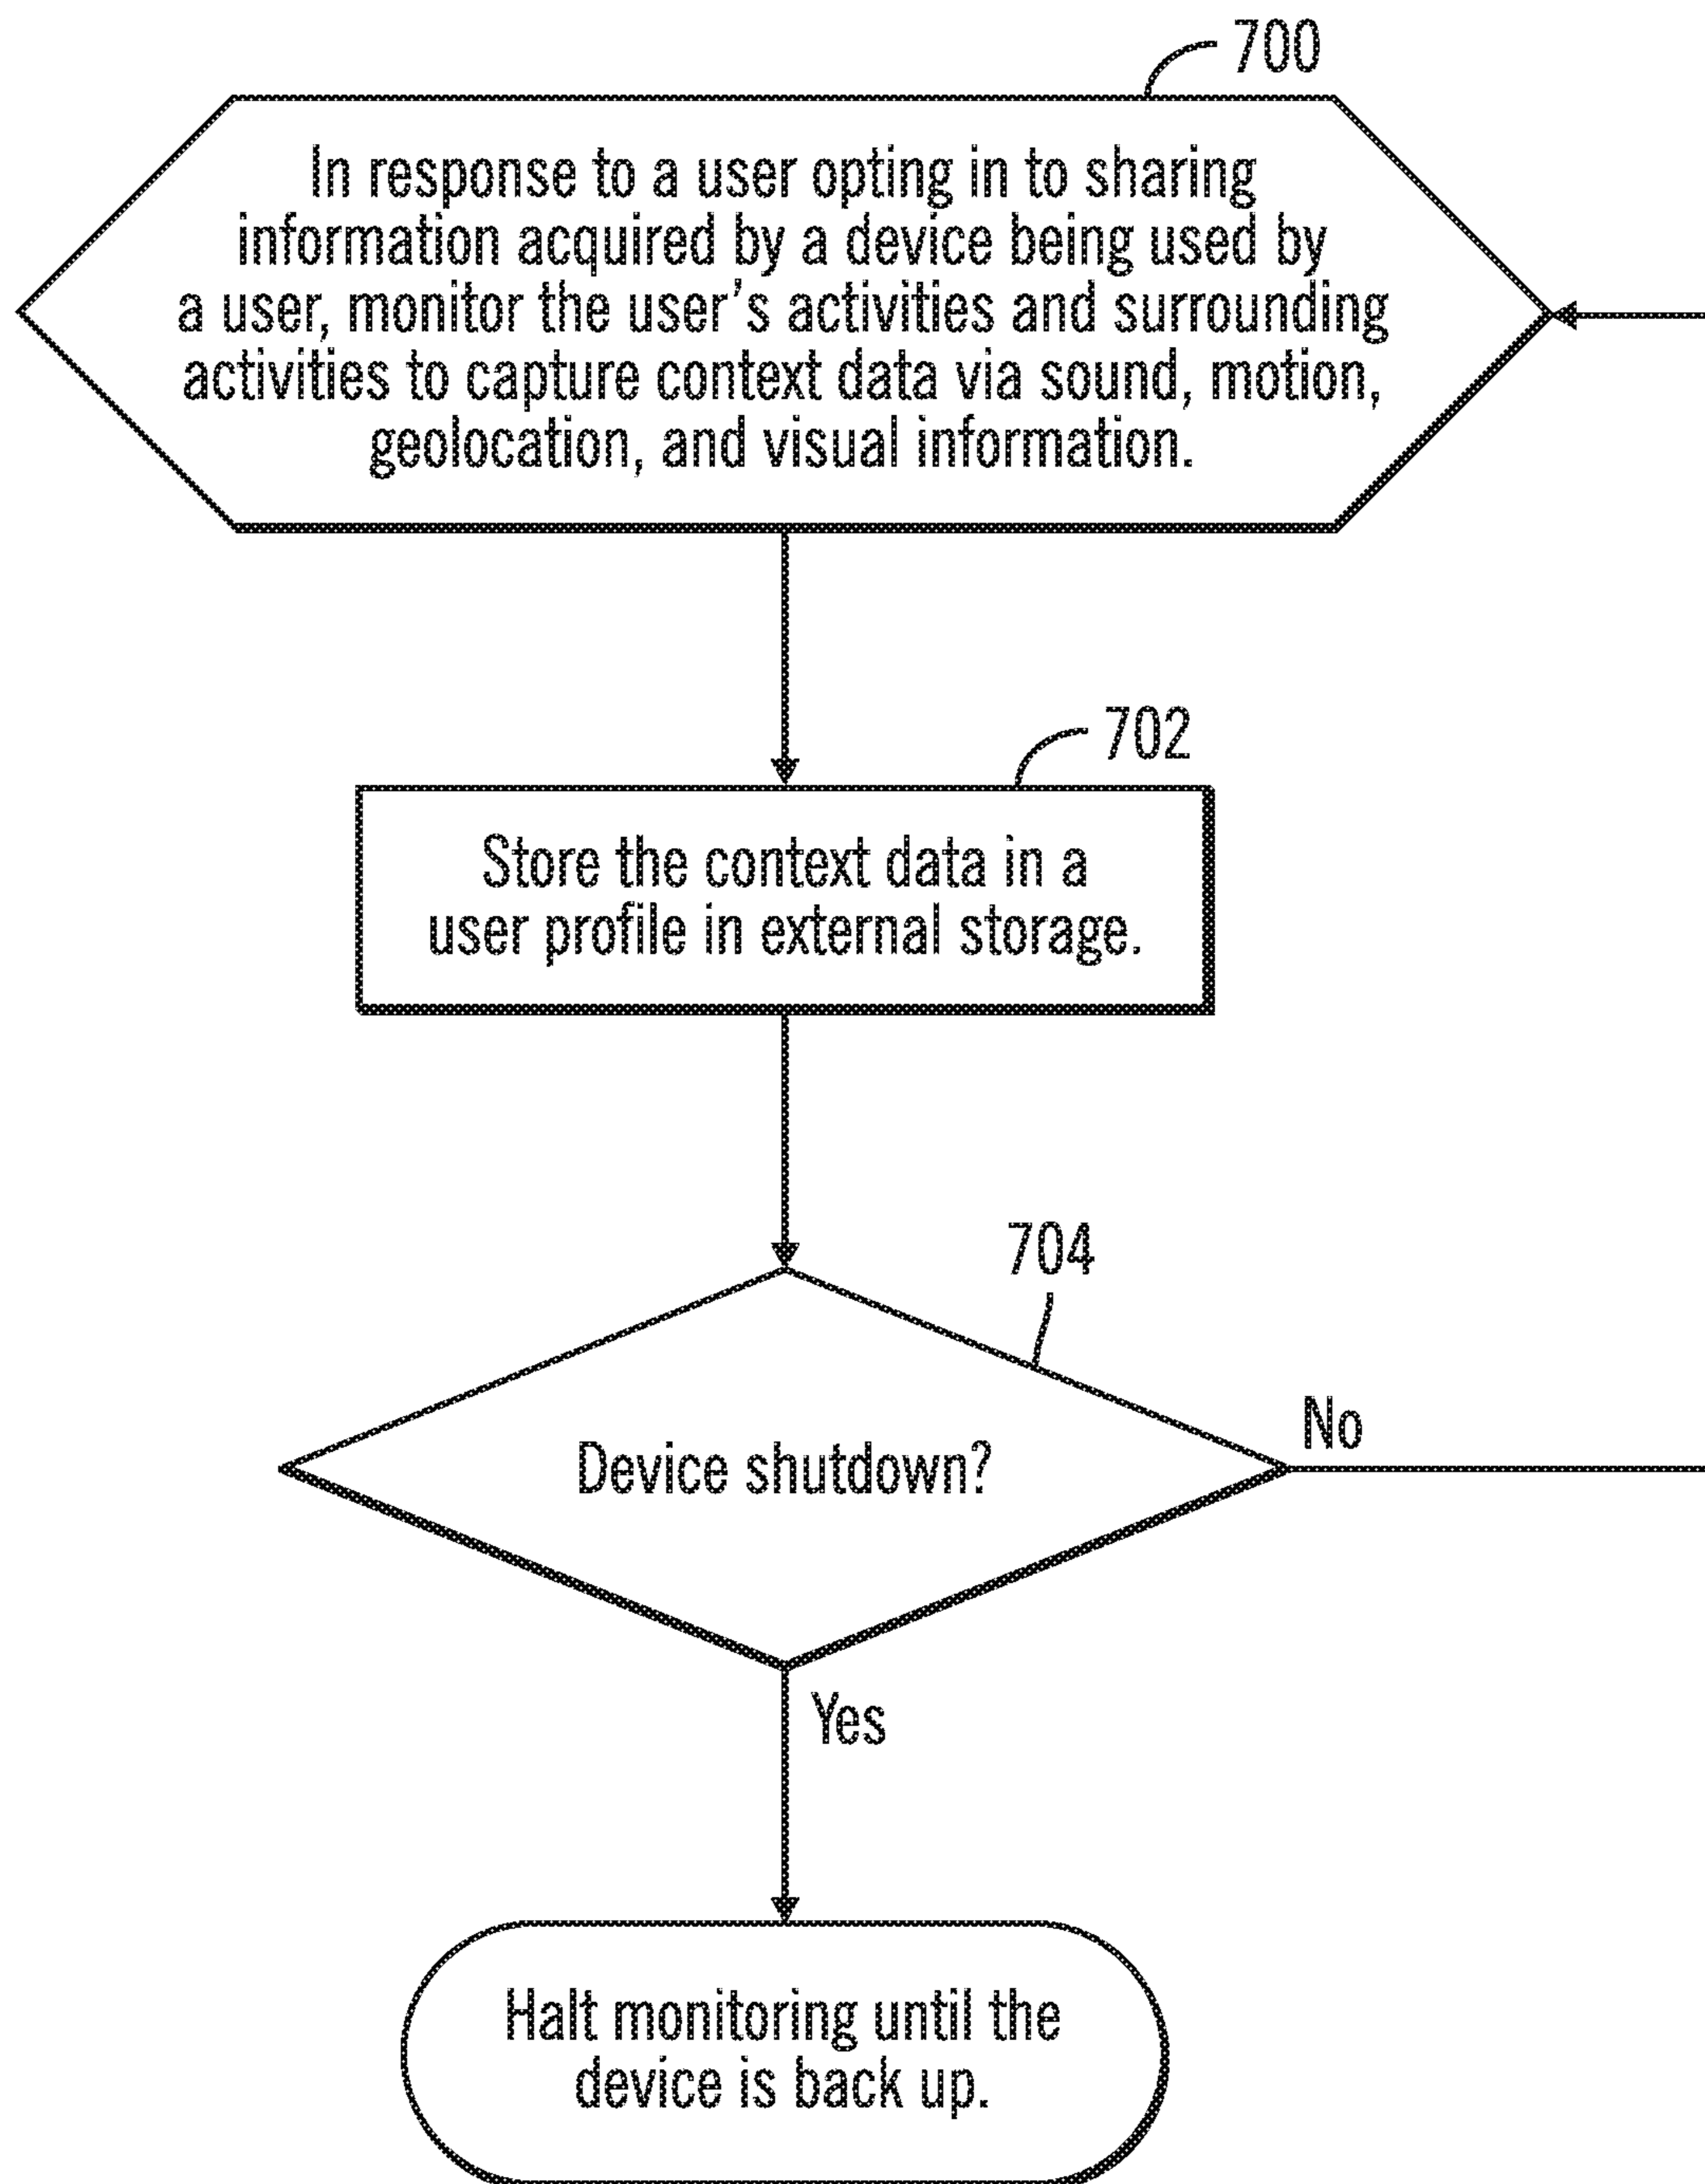 700
In response to a user opting in to sharing
information acquired by a device being used by
a user, monitor the user's activities and surrounding
activities to capture context data via sound, motion,
geolocation, and visual information.
702
Store the context data in a
user profile in external storage.
704
No
Device shutdown?
Yes
Halt monitoring until the
device is back up.